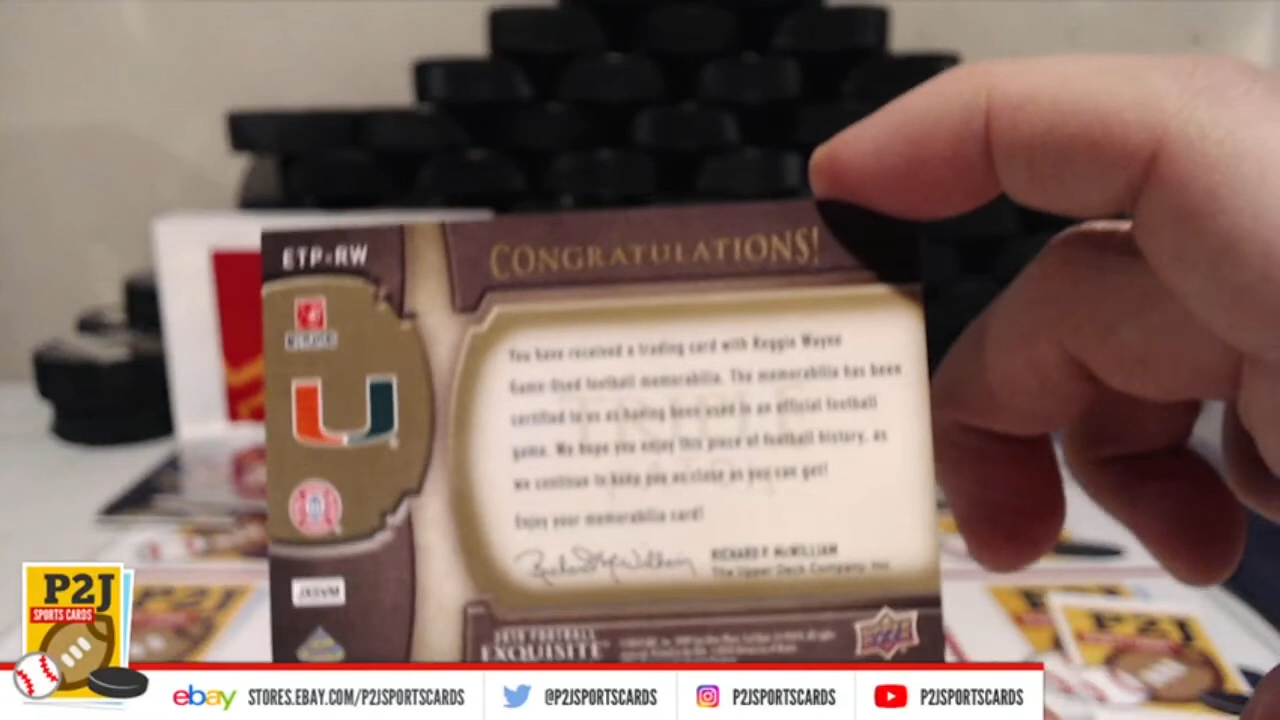 ETP-RW
CONGRATULATIONS!
You have received a trading card with Reggie Wayne
Game-Used football memorabilia. The memorabilia has been
certified to us as having been used in an official football
game. We hope you enjoy this piece of football history, as
we continue to keep you as close as you can get!
Enjoy your memorabilia card!
RICHARD P. McWILLIAM
The Upper Deck Company, Inc.
U
2010 FOOTBALL
EXQUISITE
P2J
SPORTS CARDS
P2J
ebay STORES.EBAY.COM/P2JSPORTSCARDS @P2JSPORTSCARDS P2JSPORTSCARDS P2JSPORTSCARDS